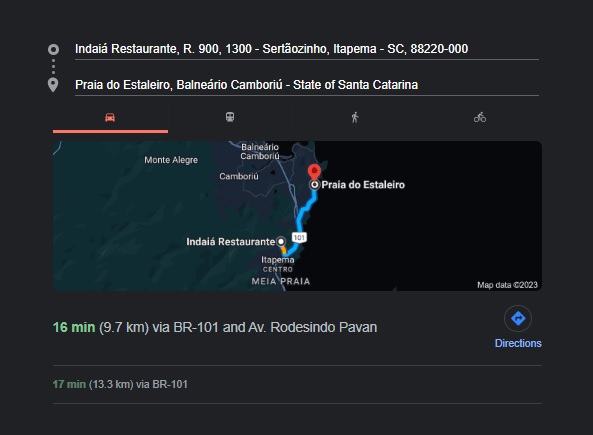 Indaiá Restaurante, R. 900, 1300 - Sertãozinho, Itapema - SC, 88220-000
Praia do Estaleiro, Balneário Camboriú - State of Santa Catarina
Balneário
Camboriú
Monte Alegre
Camboriú
Praia do Estaleiro
101
Indaiá Restaurante
Itapema
CENTRO
MEIA PRAIA
Map data ©2023
16 min (9.7 km) via BR-101 and Av. Rodesindo Pavan
Directions
17 min (13.3 km) via BR-101